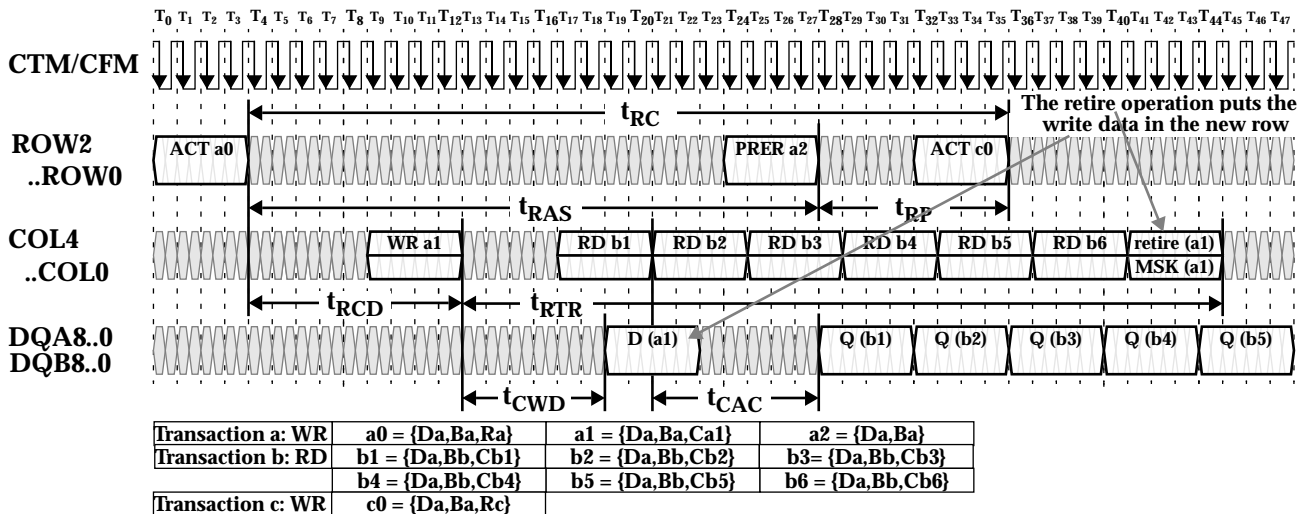 T0 T1 T2 T3 T4 T5 T6 T7 T8 T9 T10 T11 T12 T13 T14 T15 T16 T17 T18 T19 T20 T21 T22 T23 T24 T25 T26 T27 T28 T29 T30 T31 T32 T33 T34 T35 T36 T37 T38 T39 T40 T41 T42 T43 T44 T45 T46 T47
CTM/CFM
The retire operation puts the
write data in the new row
tRC
ROW2
..ROW0
ACT a0 PRER a2 ACT c0
tRAS tRP
COL4
..COL0
WR a1 RD b1 RD b2 RD b3 RD b4 RD b5 RD b6 retire (a1)
MSK (a1)
tRCD tRTR
DQA8..0
DQB8..0
D (a1) Q (b1) Q (b2) Q (b3) Q (b4) Q (b5)
tCWD tCAC
Transaction a: WR a0 = {Da,Ba,Ra} a1 = {Da,Ba,Ca1} a2 = {Da,Ba}
Transaction b: RD b1 = {Da,Bb,Cb1} b2 = {Da,Bb,Cb2} b3= {Da,Bb,Cb3}
b4 = {Da,Bb,Cb4} b5 = {Da,Bb,Cb5} b6 = {Da,Bb,Cb6}
Transaction c: WR c0 = {Da,Ba,Rc}